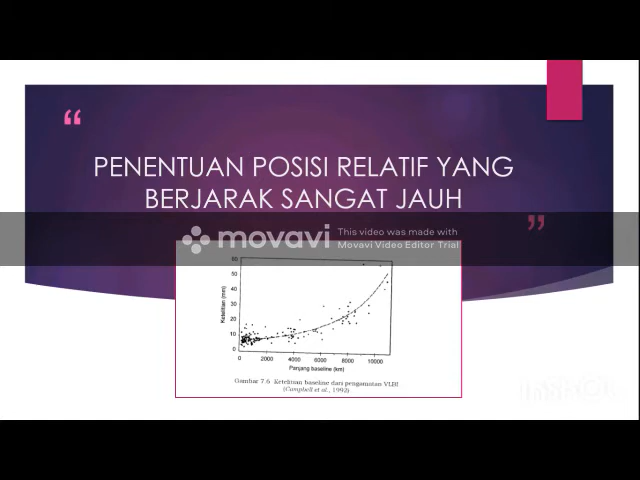 “
PENENTUAN POSISI RELATIF YANG
BERJARAK SANGAT JAUH
”
movavi
This video was made with
Movavi Video Editor Trial
60
50
40
30
20
10
0
Ketelitian (mm)
0 2000 4000 6000 8000 10000
Panjang baseline (km)
Gambar 7.6 Ketelitian baseline dari pengamatan VLBI
(Campbell et al., 1992)